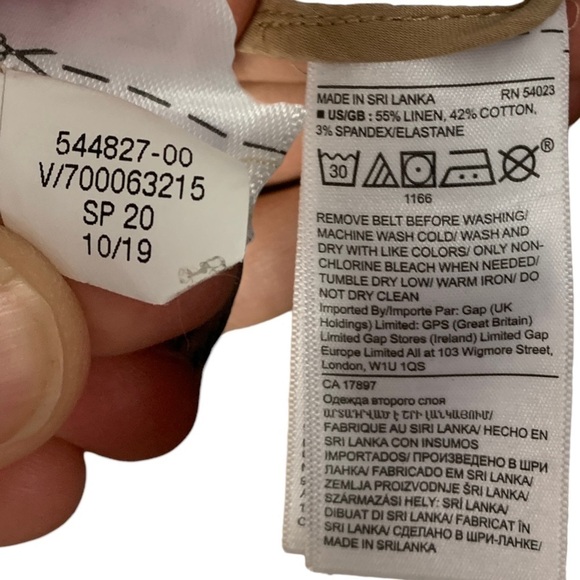 544827-00
V/700063215
SP 20
10/19
MADE IN SRI LANKA RN 54023
■ US/GB : 55% LINEN, 42% COTTON,
3% SPANDEX/ELASTANE
30
®
1166
REMOVE BELT BEFORE WASHING/
MACHINE WASH COLD/ WASH AND
DRY WITH LIKE COLORS/ ONLY NON-
CHLORINE BLEACH WHEN NEEDED/
TUMBLE DRY LOW/ WARM IRON/ DO
NOT DRY CLEAN
Imported By/Importe Par: Gap (UK
Holdings) Limited: GPS (Great Britain)
Limited Gap Stores (Ireland) Limited Gap
Europe Limited All at 103 Wigmore Street,
London, W1U 1QS
CA 17897
Одежда второго слоя
ԱՐՏԱԴՐՎԱԾ Է ՇՐԻ ԼԱՆԿԱՅՈՒՄ/
FABRIQUE AU SRI LANKA/ HECHO EN
SRI LANKA CON INSUMOS
IMPORTADOS/ ПРОИЗВЕДЕНО В ШРИ
ЛАНКА/ FABRICADO EM SRI LANKA/
ZEMLJA PROIZVODNJE ŠRI LANKA/
SZÁRMAZÁSI HELY: SRI LANKA/
DIBUAT DI SRI LANKA/ FABRICAT ÎN
SRI LANKA/ СДЕЛАНО В ШРИ-ЛАНКЕ/
MADE IN SRILANKA